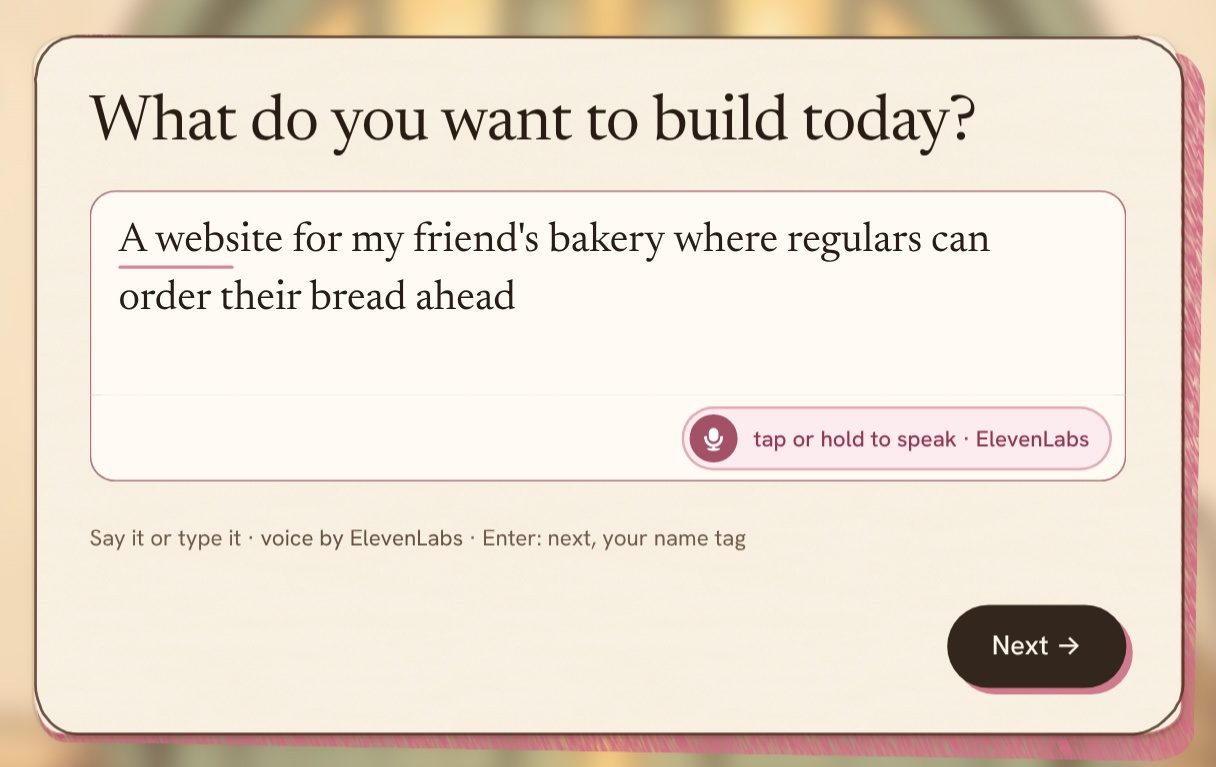 What do you want to build today?
A website for my friend's bakery where regulars can
order their bread ahead
tap or hold to speak · ElevenLabs
Say it or type it · voice by ElevenLabs · Enter: next, your name tag
Next →